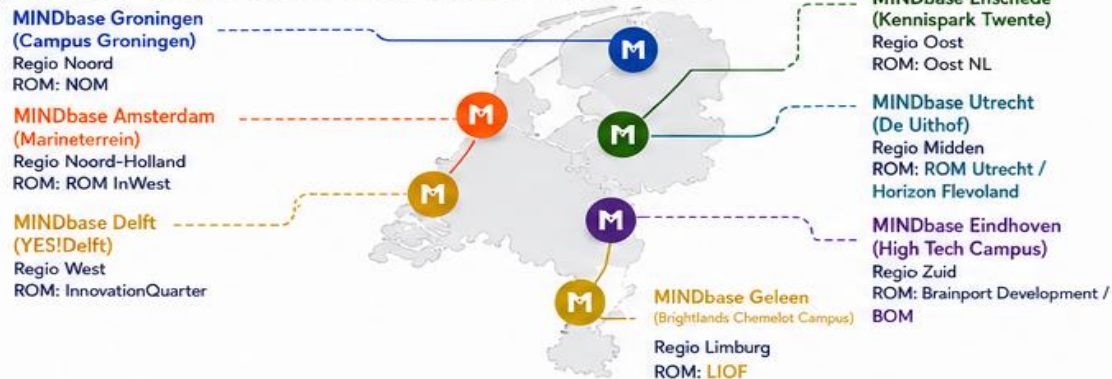 MINDbase Groningen
(Campus Groningen)
Regio Noord
ROM: NOM
MINDbase Amsterdam
(Marineterrein)
Regio Noord-Holland
ROM: ROM InWest
MINDbase Delft
(YES!Delft)
Regio West
ROM: InnovationQuarter
MINDbase Enschede
(Kennispark Twente)
Regio Oost
ROM: Oost NL
MINDbase Utrecht
(De Uithof)
Regio Midden
ROM: ROM Utrecht /
Horizon Flevoland
MINDbase Eindhoven
(High Tech Campus)
Regio Zuid
ROM: Brainport Development /
BOM
MINDbase Geleen
(Brightlands Chemelot Campus)
Regio Limburg
ROM: LIOF
M
M
M
M
M
M